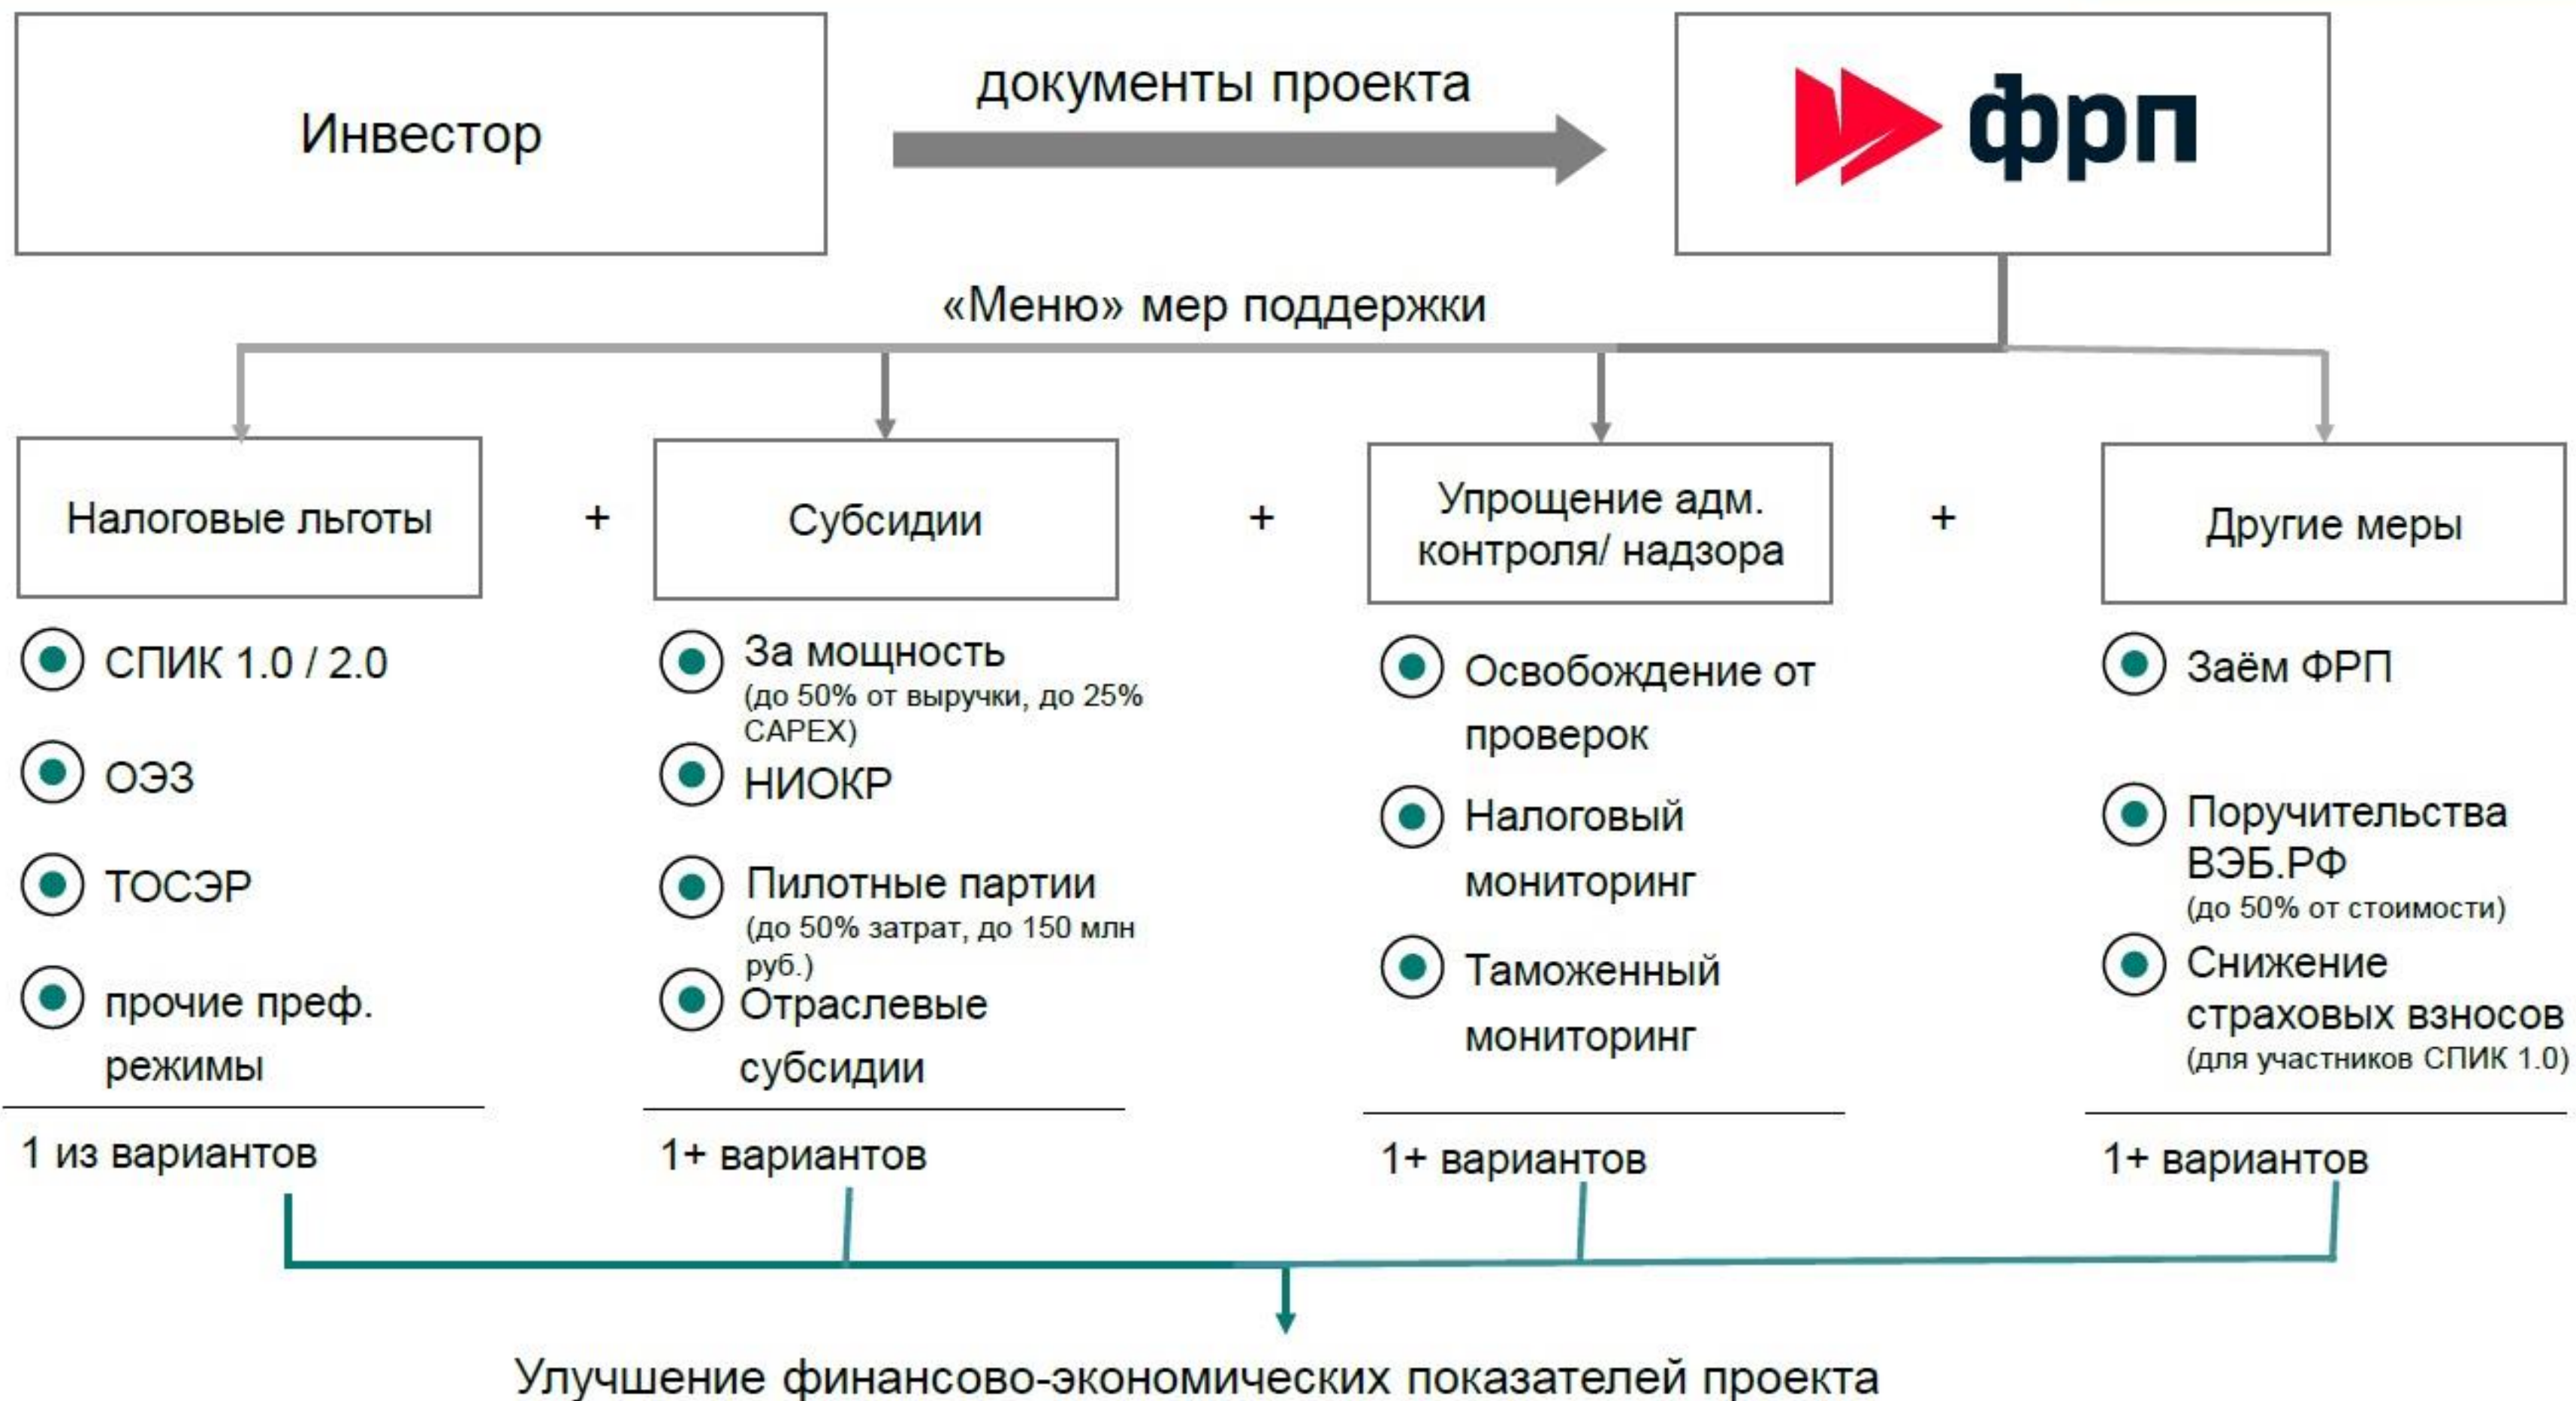 Инвестор
документы проекта
фрп
«Меню» мер поддержки
Налоговые льготы
+
Субсидии
+
Упрощение адм.
контроля/ надзора
+
Другие меры
СПИК 1.0 / 2.0
ОЭЗ
ТОСЭР
прочие преф.
режимы
1 из вариантов
За мощность
(до 50% от выручки, до 25%
CAPEX)
НИОКР
Пилотные партии
(до 50% затрат, до 150 млн
руб.)
Отраслевые
субсидии
1+ вариантов
Освобождение от
проверок
Налоговый
мониторинг
Таможенный
мониторинг
1+ вариантов
Заём ФРП
Поручительства
ВЭБ.РФ
(до 50% от стоимости)
Снижение
страховых взносов
(для участников СПИК 1.0)
1+ вариантов
Улучшение финансово-экономических показателей проекта